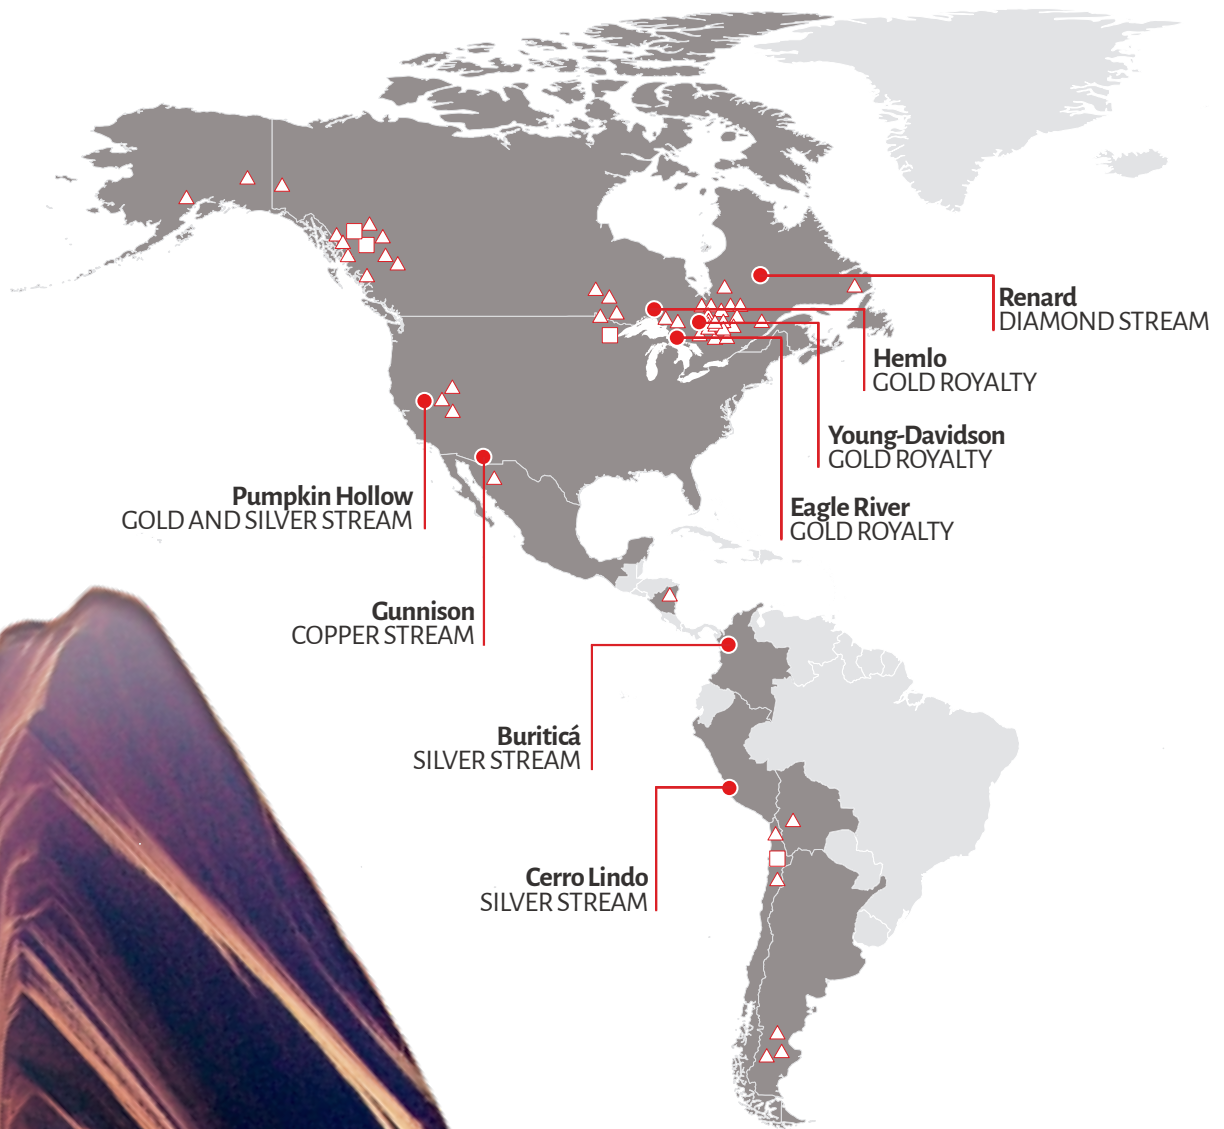 Renard
DIAMOND STREAM
Hemlo
GOLD ROYALTY
Young-Davidson
GOLD ROYALTY
Pumpkin Hollow
GOLD AND SILVER STREAM
Eagle River
GOLD ROYALTY
Gunnison
COPPER STREAM
Buriticá
SILVER STREAM
Cerro Lindo
SILVER STREAM